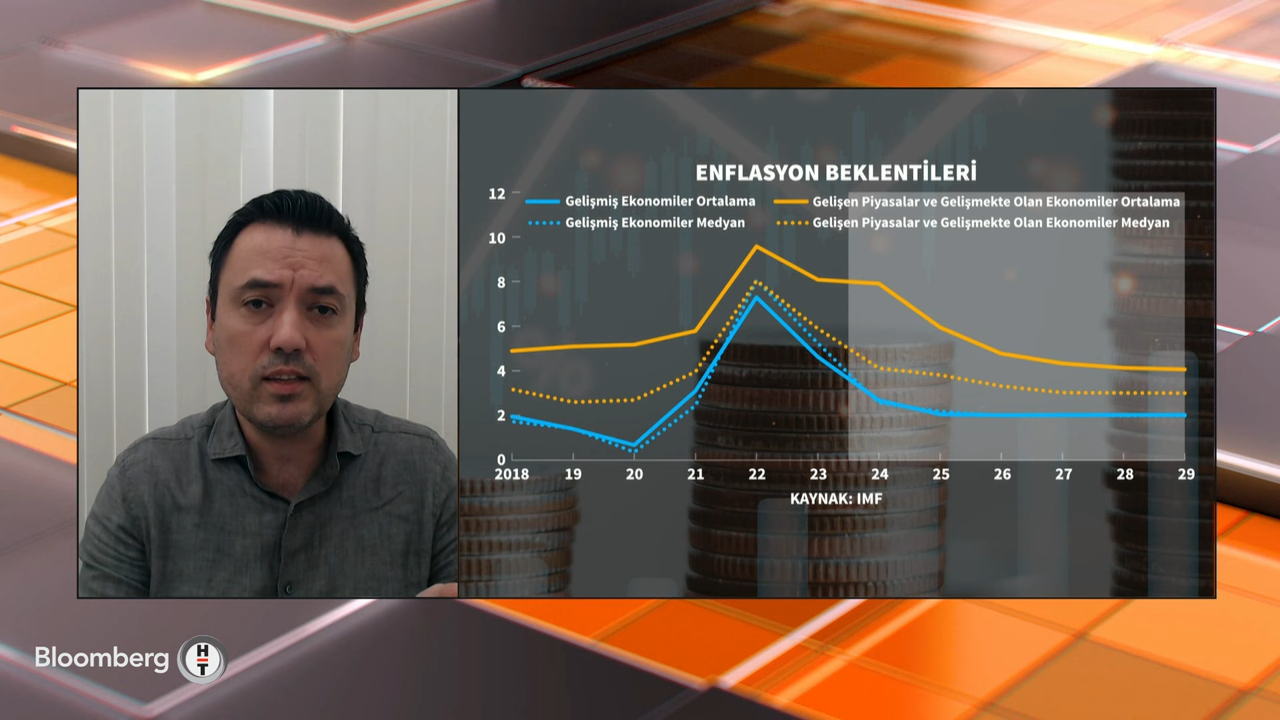 ENFLASYON BEKLENTİLERİ
Gelişmiş Ekonomiler Ortalama
Gelişen Piyasalar ve Gelişmekte Olan Ekonomiler Ortalama
Gelişmiş Ekonomiler Medyan
Gelişen Piyasalar ve Gelişmekte Olan Ekonomiler Medyan
12
10
8
6
4
2
0
2018 19 20 21 22 23 24 25 26 27 28 29
KAYNAK: IMF
Bloomberg HT